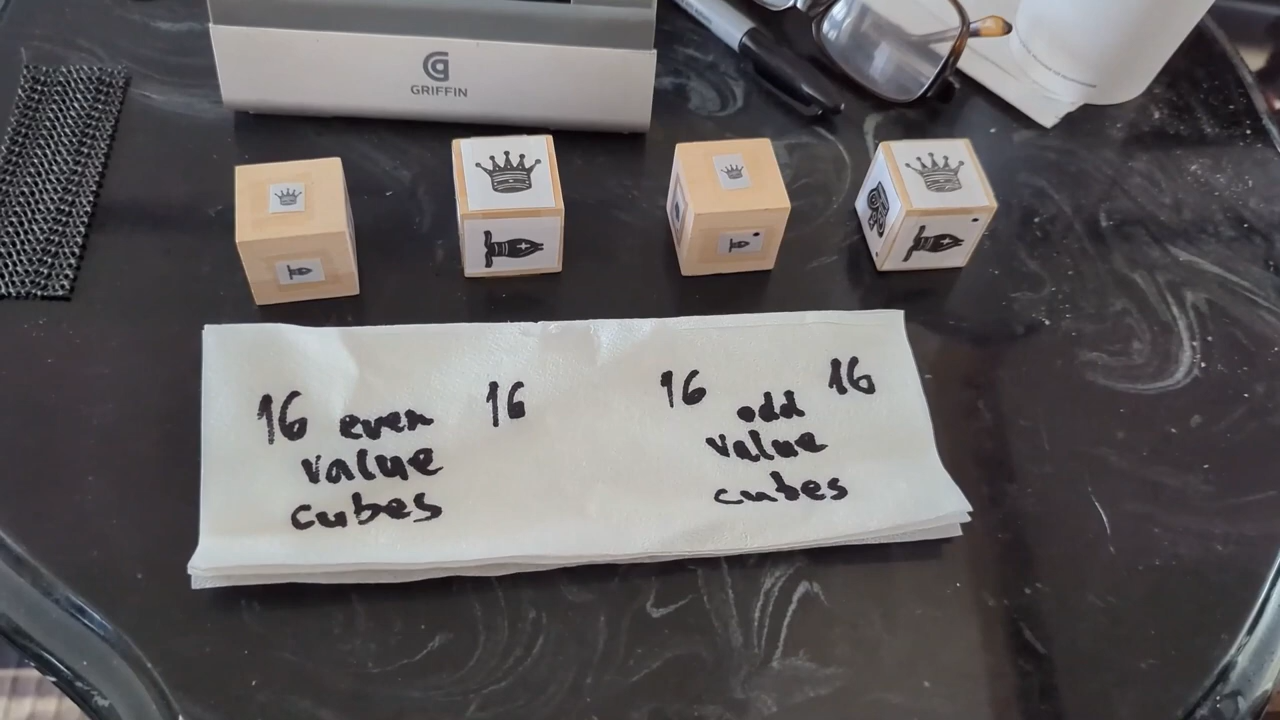 GRIFFIN
16 even 16
value
cubes
16 odd 16
value
cubes